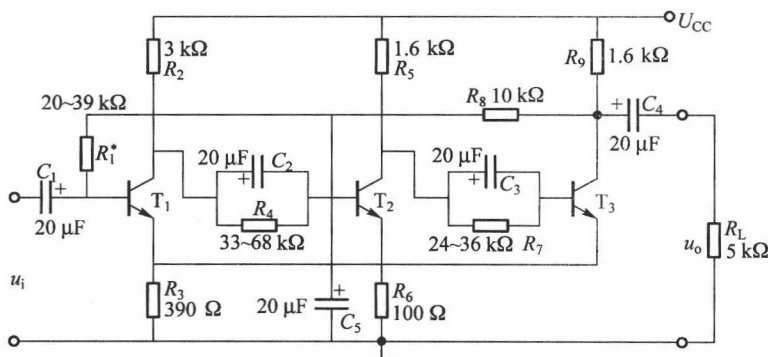 U_CC
3 kΩ
R_2
1.6 kΩ
R_5
R_9
1.6 kΩ
20~39 kΩ
R_8 10 kΩ
+ C_4
20 μF
R_1^*
C_1
+
20 μF
T_1
20 μF
+ C_2
R_4
33~68 kΩ
T_2
20 μF
+ C_3
24~36 kΩ R_7
T_3
R_L
5 kΩ
u_i
u_o
R_3
390 Ω
20 μF
+
C_5
R_6
100 Ω